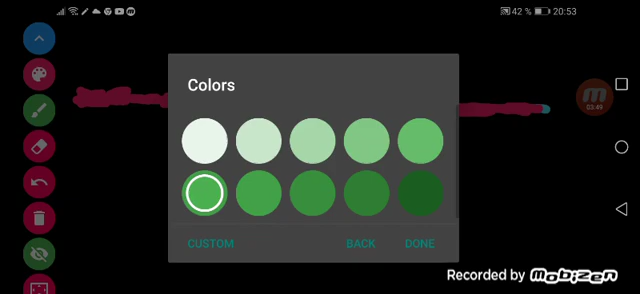 42 % 20:53
Colors
03:49
CUSTOM BACK DONE
Recorded by MOBIZEN